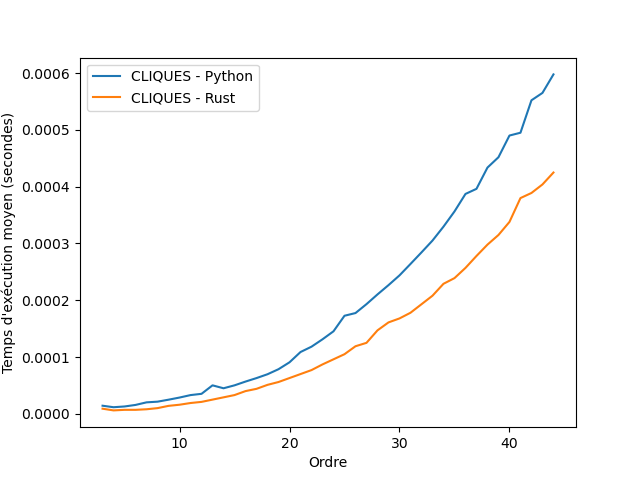 CLIQUES - Python
CLIQUES - Rust
0.0006
0.0005
0.0004
0.0003
0.0002
0.0001
0.0000
Temps d'exécution moyen (secondes)
10 20 30 40
Ordre